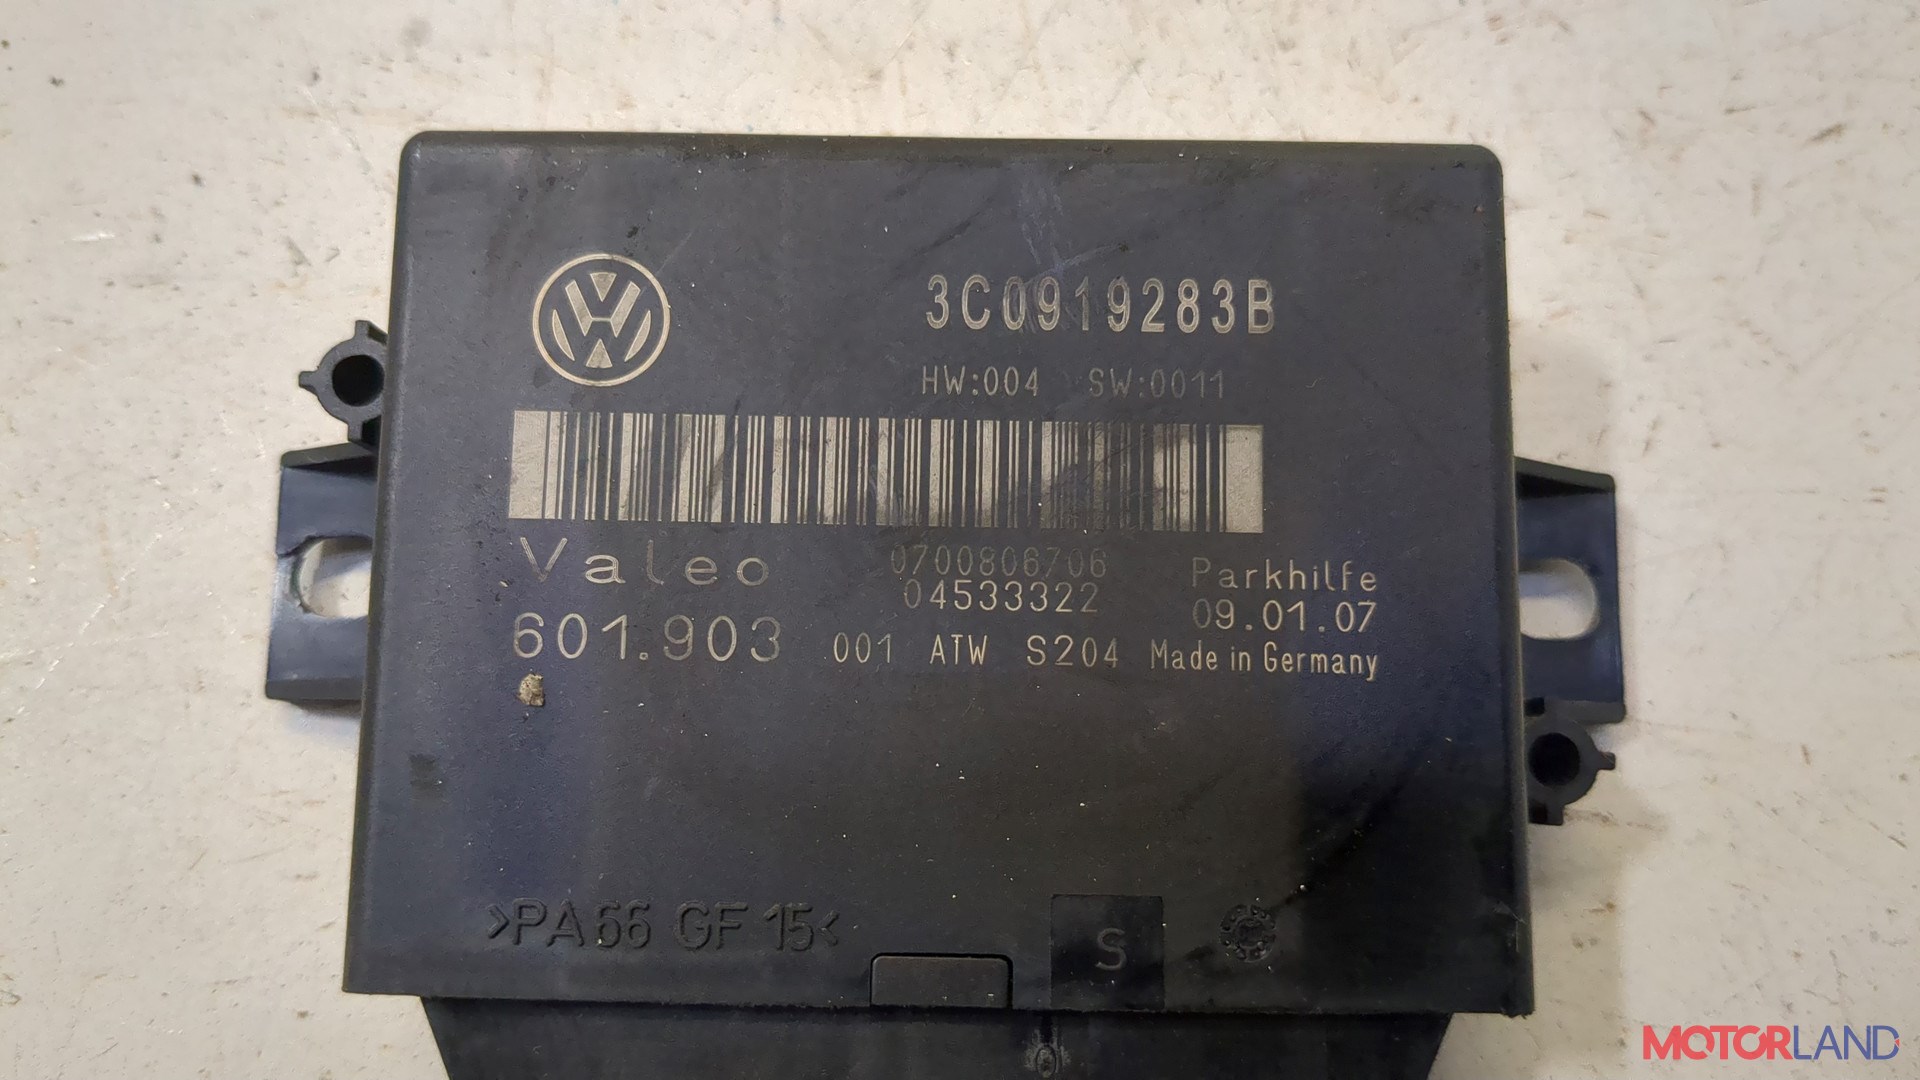 3C0919283B
HW:004 SW:0011
Valeo 0700806706 Parkhilfe
04533322 09.01.07
601.903 001 ATW S204 Made in Germany
>PA66 GF 15<
S
MOTORLAND